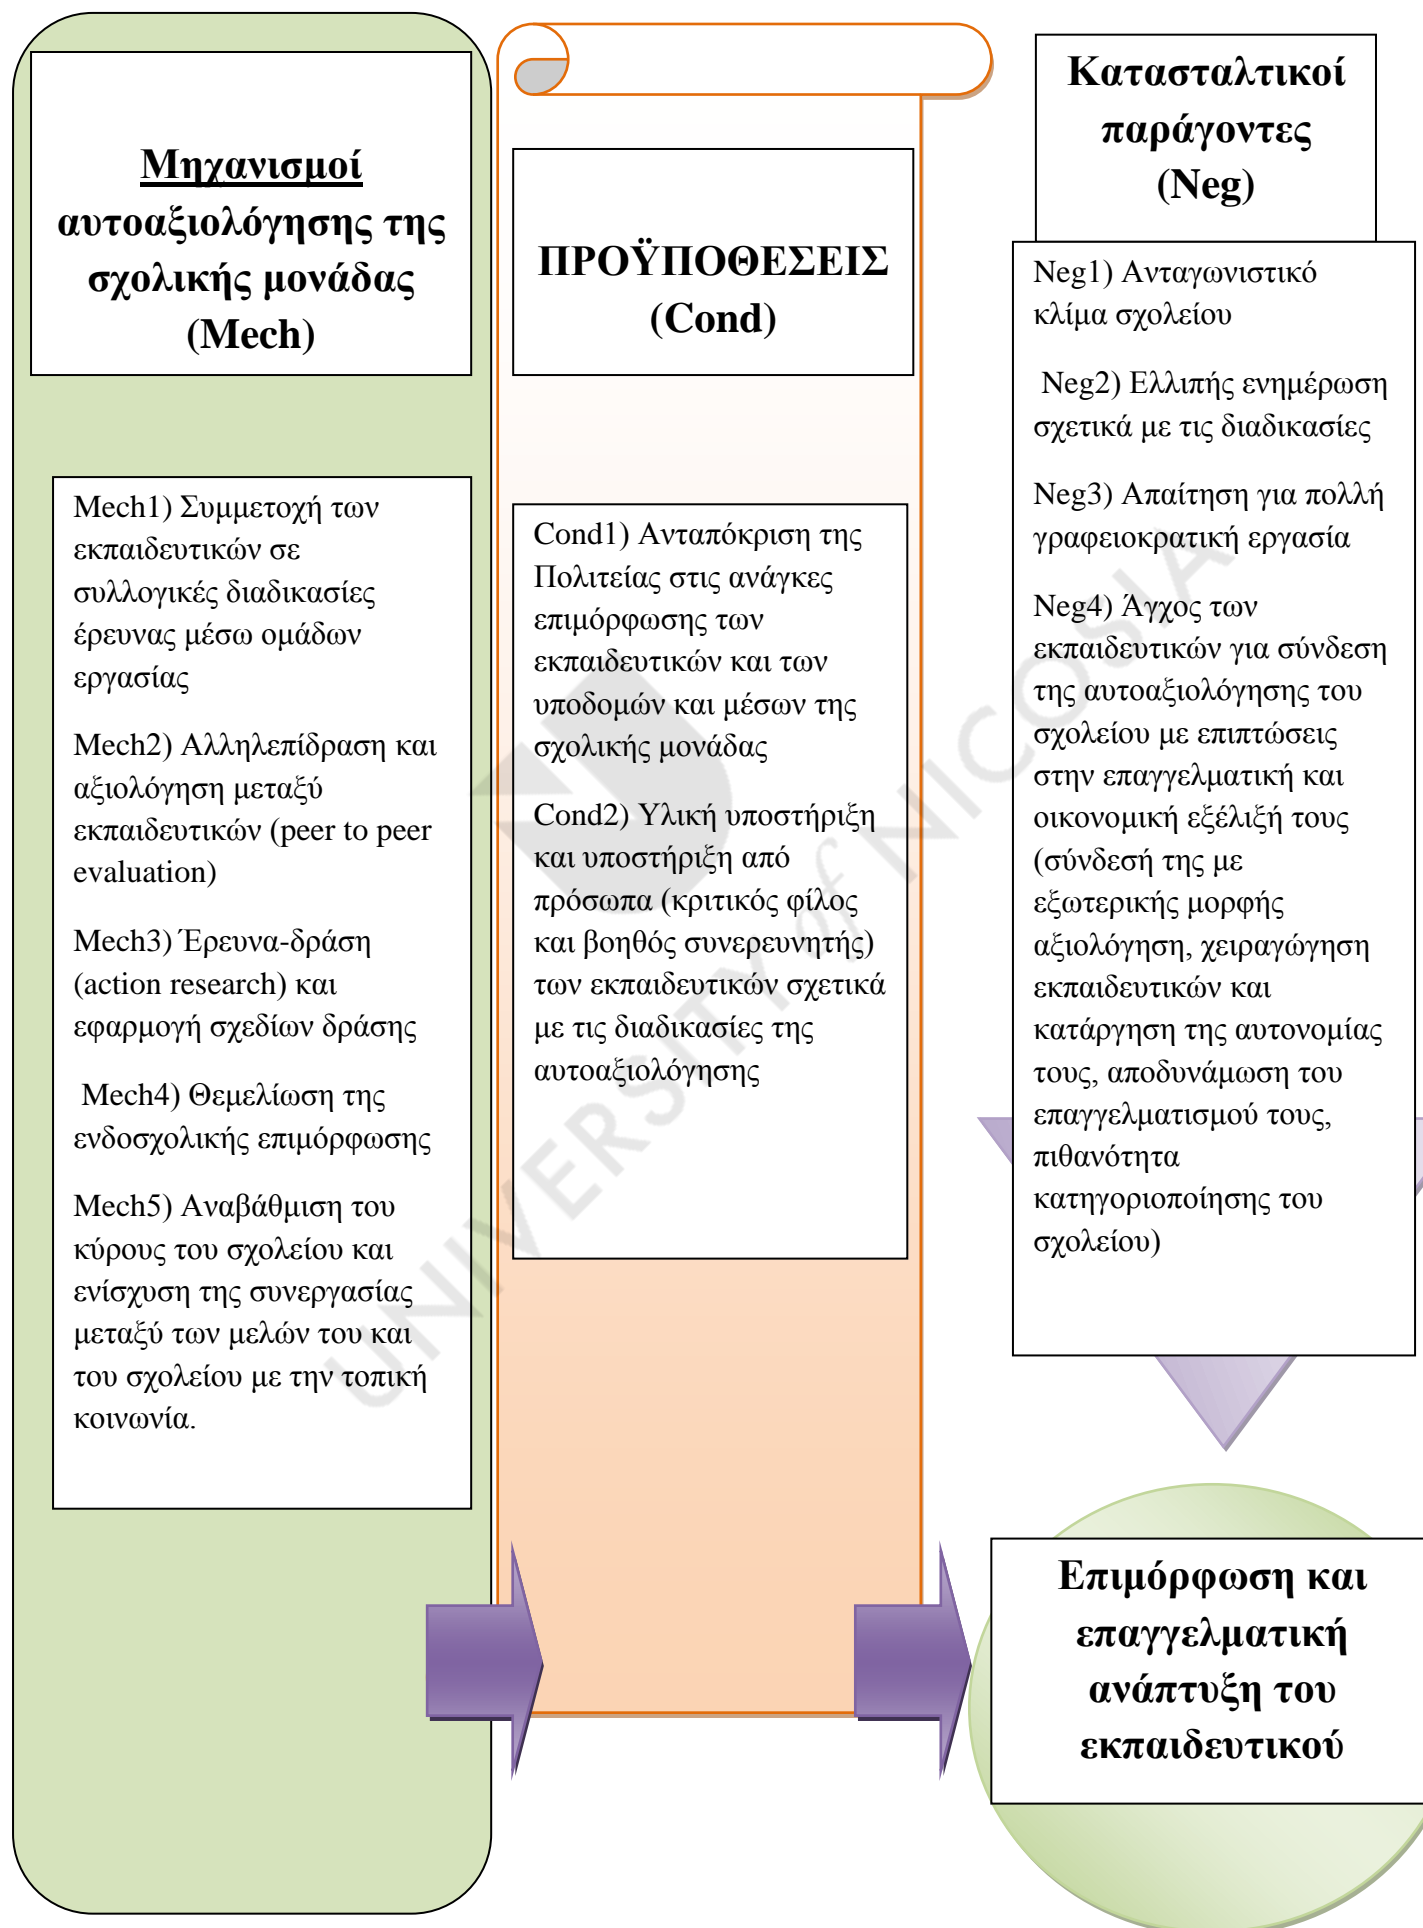 Μηχανισμοί
αυτοαξιολόγησης της
σχολικής μονάδας
(Mech)
Mech1) Συμμετοχή των
εκπαιδευτικών σε
συλλογικές διαδικασίες
έρευνας μέσω ομάδων
εργασίας
Mech2) Αλληλεπίδραση και
αξιολόγηση μεταξύ
εκπαιδευτικών (peer to peer
evaluation)
Mech3) Έρευνα-δράση
(action research) και
εφαρμογή σχεδίων δράσης
Mech4) Θεμελίωση της
ενδοσχολικής επιμόρφωσης
Mech5) Αναβάθμιση του
κύρους του σχολείου και
ενίσχυση της συνεργασίας
μεταξύ των μελών του και
του σχολείου με την τοπική
κοινωνία.
ΠΡΟΫΠΟΘΕΣΕΙΣ
(Cond)
Cond1) Ανταπόκριση της
Πολιτείας στις ανάγκες
επιμόρφωσης των
εκπαιδευτικών και των
υποδομών και μέσων της
σχολικής μονάδας
Cond2) Υλική υποστήριξη
και υποστήριξη από
πρόσωπα (κριτικός φίλος
και βοηθός συνερευνητής)
των εκπαιδευτικών σχετικά
με τις διαδικασίες της
αυτοαξιολόγησης
Κατασταλτικοί
παράγοντες
(Neg)
Neg1) Ανταγωνιστικό
κλίμα σχολείου
Neg2) Ελλιπής ενημέρωση
σχετικά με τις διαδικασίες
Neg3) Απαίτηση για πολλή
γραφειοκρατική εργασία
Neg4) Άγχος των
εκπαιδευτικών για σύνδεση
της αυτοαξιολόγησης του
σχολείου με επιπτώσεις
στην επαγγελματική και
οικονομική εξέλιξή τους
(σύνδεσή της με
εξωτερικής μορφής
αξιολόγηση, χειραγώγηση
εκπαιδευτικών και
κατάργηση της αυτονομίας
τους, αποδυνάμωση του
επαγγελματισμού τους,
πιθανότητα
κατηγοριοποίησης του
σχολείου)
Επιμόρφωση και
επαγγελματική
ανάπτυξη του
εκπαιδευτικού
UNIVERSITY of NICOSIA